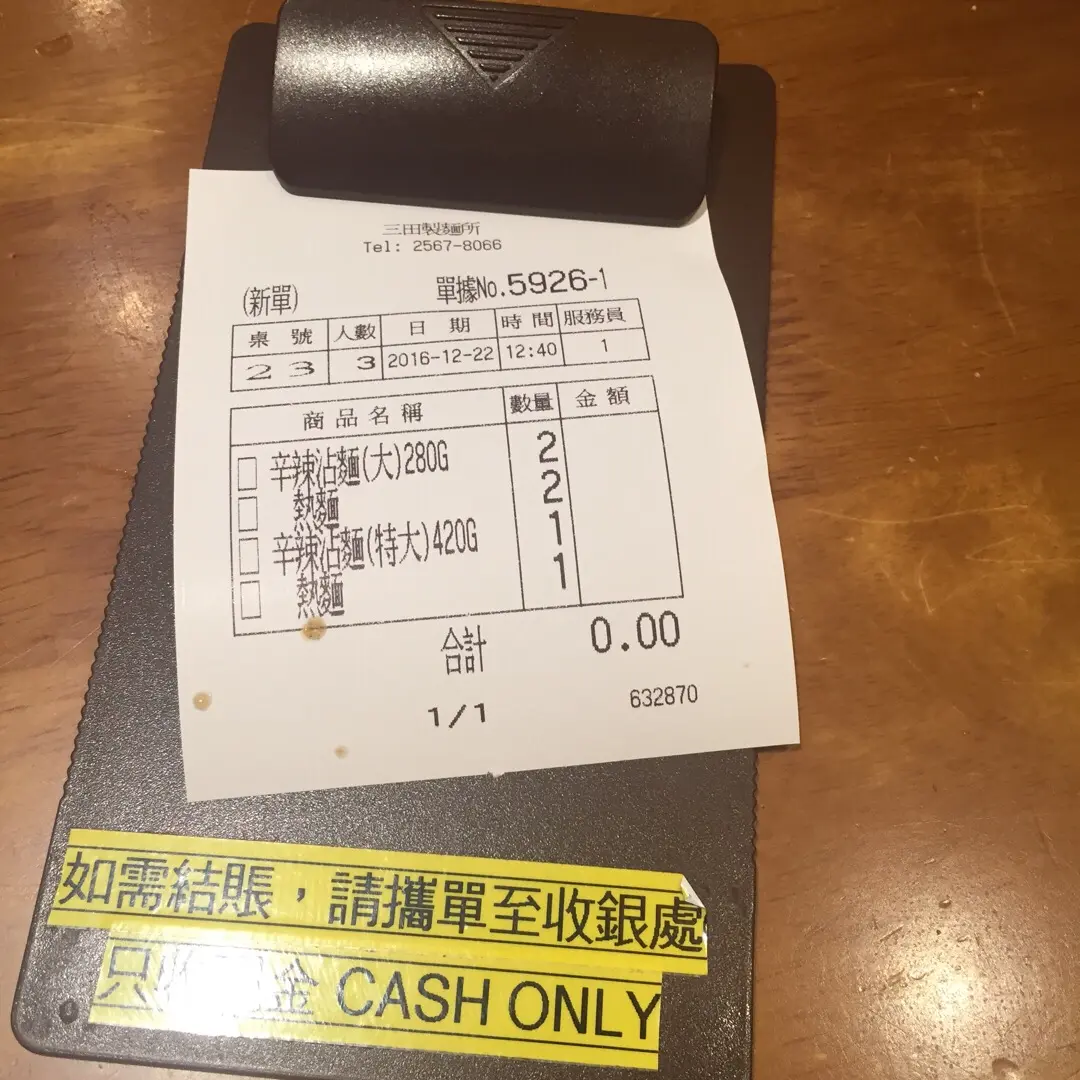 三田製麵所
Tel: 2567-8066
(新單) 單據No.5926-1
桌號 人數 日期 時間 服務員
23 3 2016-12-22 12:40 1
商品名稱 數量 金額
辛辣沾麵(大)280G 2
熱麵 2
辛辣沾麵(特大)420G 1
熱麵 1
合計 0.00
1/1 632870
如需結賬，請攜單至收銀處
只收現金 CASH ONLY